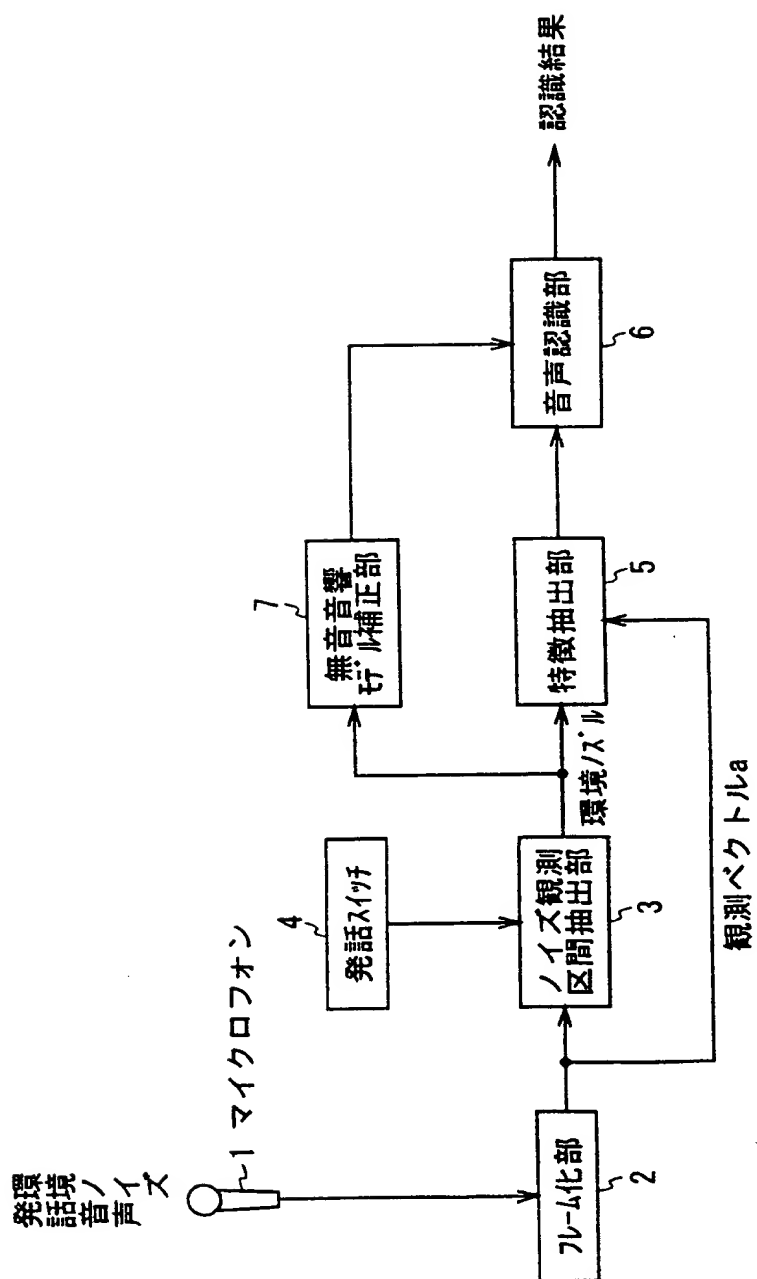 環境ノイズ
発話音声
1 マイクロフォン
フレーム化部
2
発話スイッチ
4
ノイズ観測
区間抽出部
3
環境ノズル
観測ベクトルa
無音音響
モデル補正部
7
特徴抽出部
5
音声認識部
6
認識結果